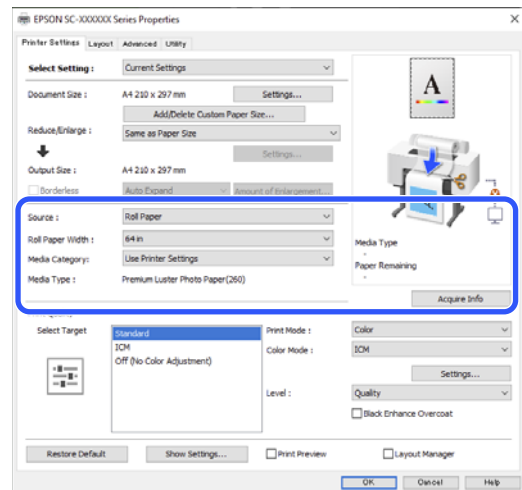 EPSON SC-XXXXXX Series Properties
Printer Settings Layout Advanced Utility
Select Setting : Current Settings
Document Size : A4 210 x 297 mm Settings...
Add/Delete Custom Paper Size...
Reduce/Enlarge : Same as Paper Size
Settings...
Output Size : A4 210 x 297 mm
Borderless Auto Expand Amount of Enlargement...
A
Source : Roll Paper
Roll Paper Width : 64 in
Media Category: Use Printer Settings
Media Type : Premium Luster Photo Paper(260)
Media Type
-
Paper Remaining
-
Acquire Info
Select Target
Standard
ICM
Off (No Color Adjustment)
Print Mode : Color
Color Mode : ICM
Settings...
Level : Quality
Black Enhance Overcoat
Restore Default Show Settings... Print Preview Layout Manager
OK Cancel Help